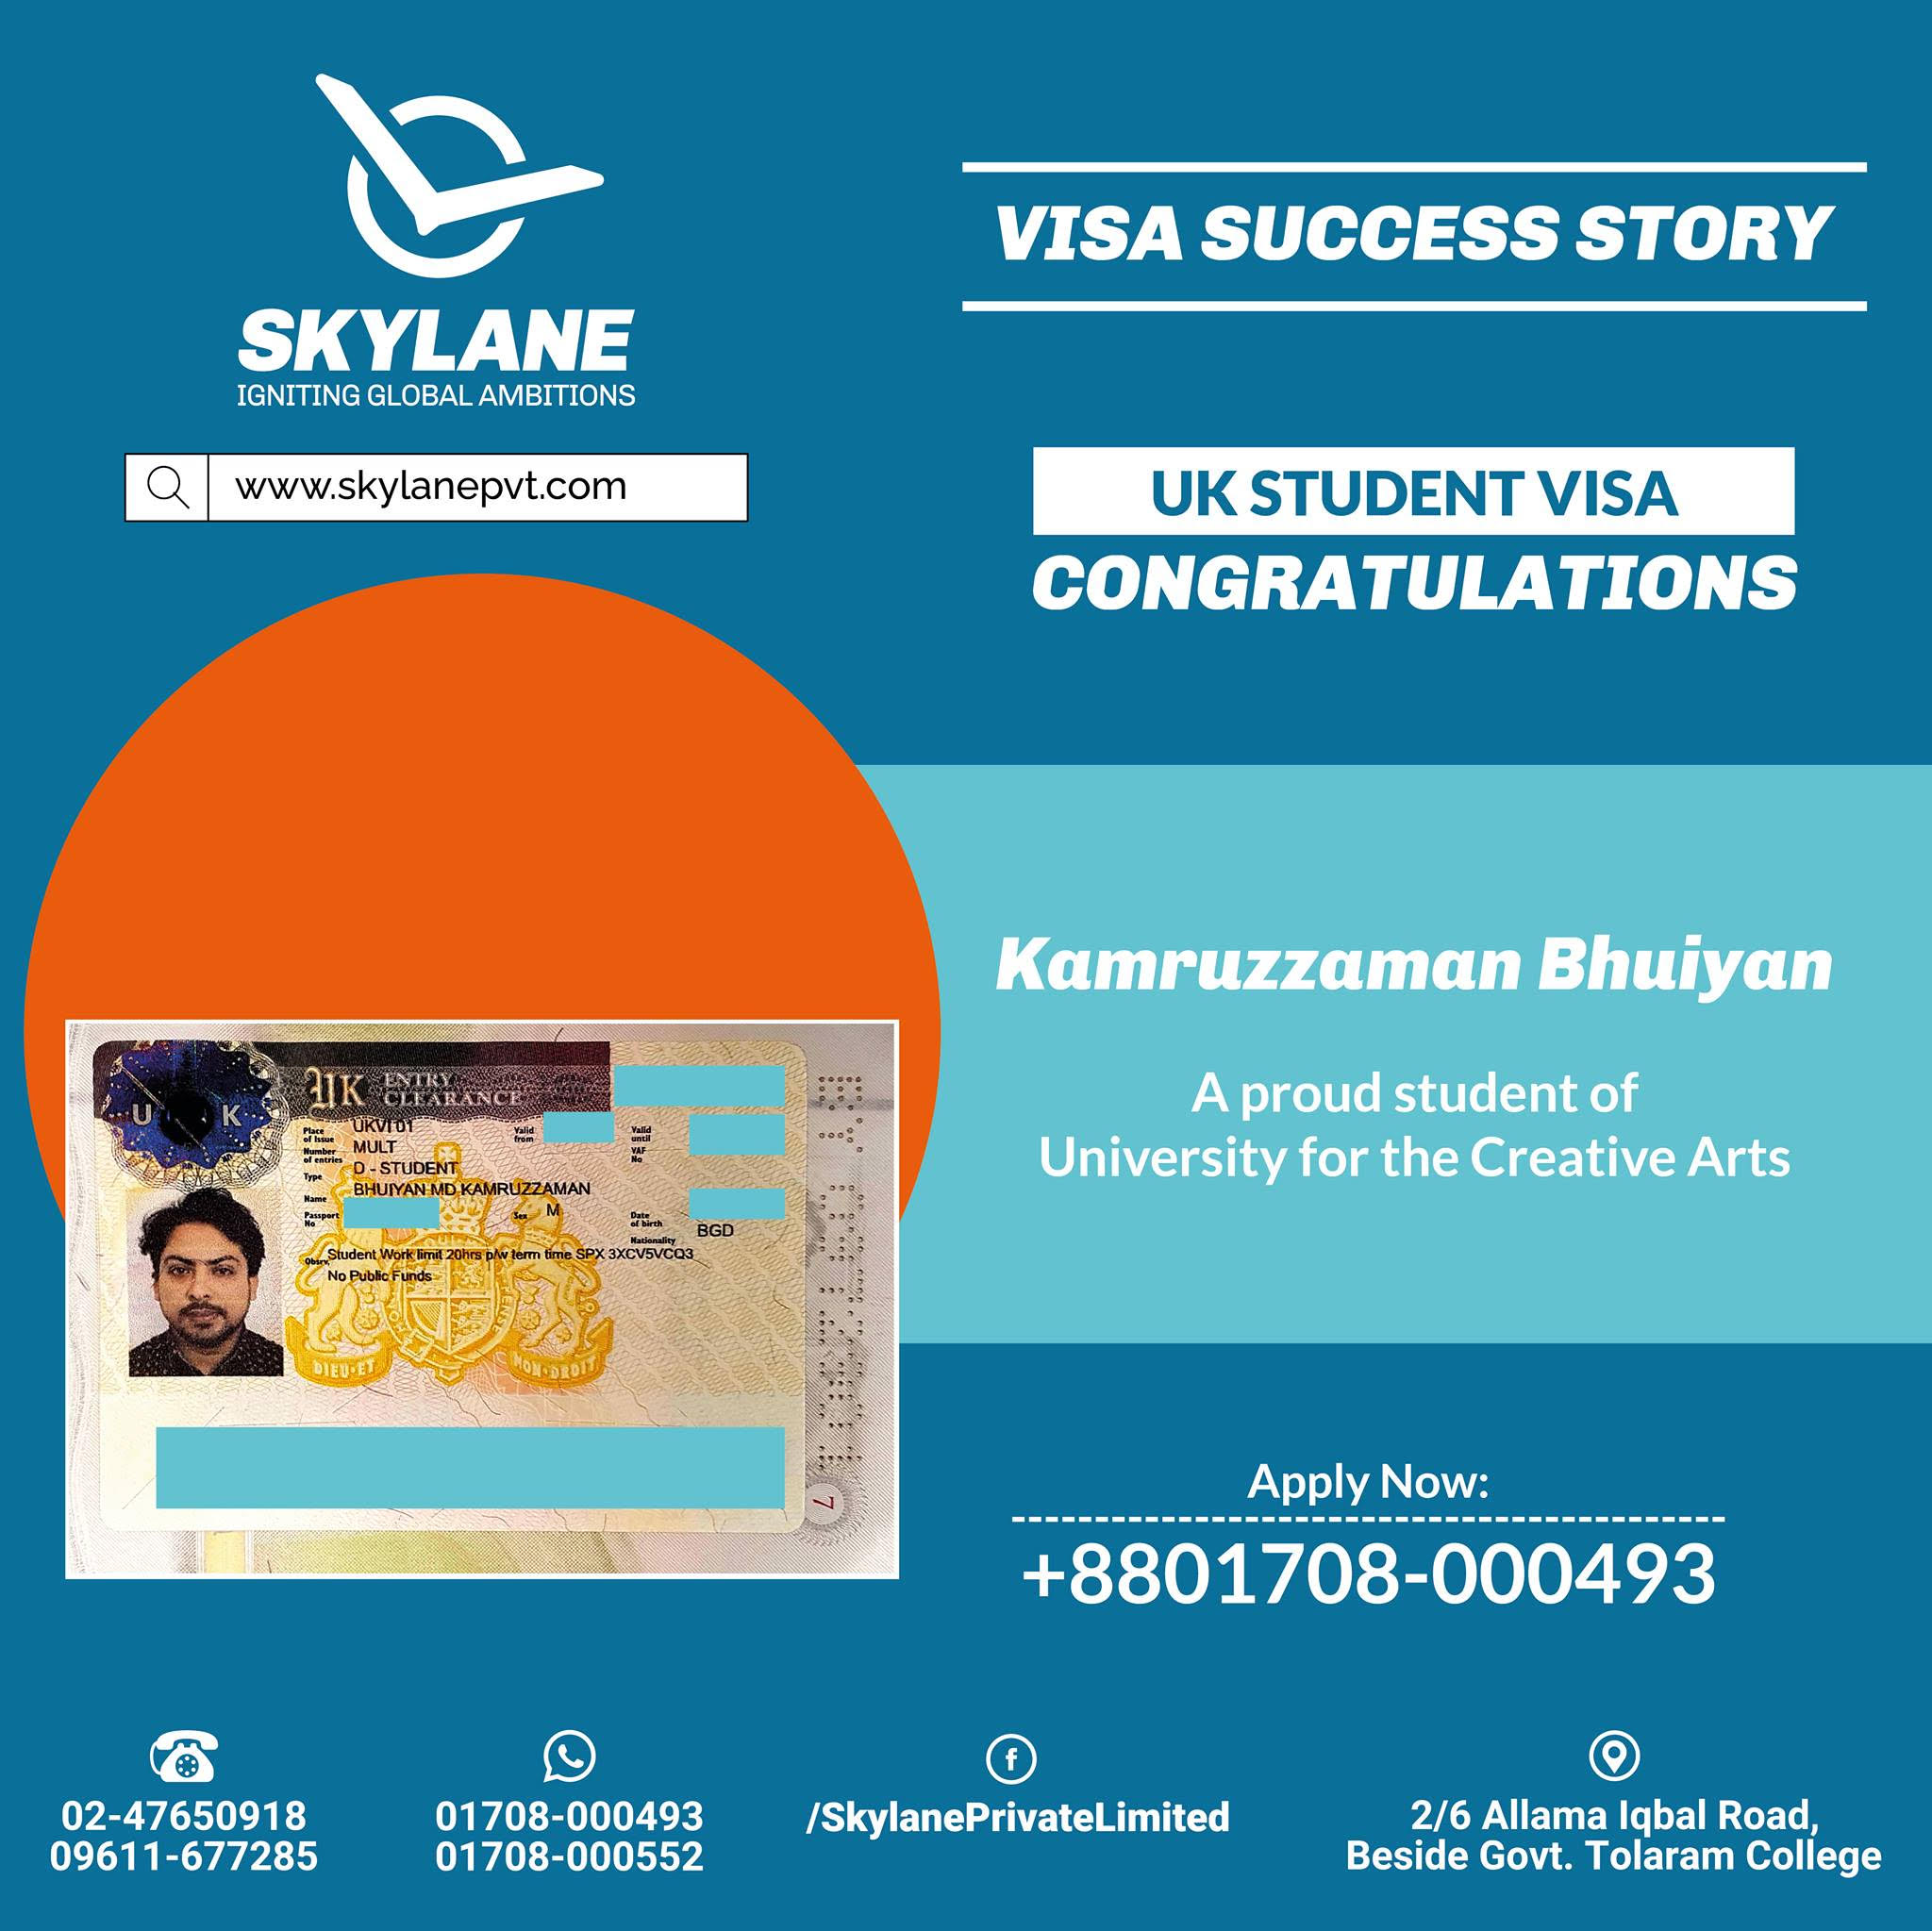 SKYLANE
IGNITING GLOBAL AMBITIONS
www.skylanepvt.com
VISA SUCCESS STORY
UK STUDENT VISA
CONGRATULATIONS
Kamruzzaman Bhuiyan
A proud student of
University for the Creative Arts
U K
UK ENTRY
CLEARANCE
Place
of Issue
UKVI 01
Valid
from
Valid
until
Number
of entries
MULT
VAF
No
Type
D - STUDENT
Name
BHUIYAN MD KAMRUZZAMAN
Passport
No
Sex
M
Date
of birth
Nationality
BGD
Obsrv.
Student Work limit 20hrs p/w term time SPX 3XCV5VCQ3
No Public Funds
DIEU·ET
MON·DROIT
7
Apply Now:
+8801708-000493
02-47650918
09611-677285
01708-000493
01708-000552
/SkylanePrivateLimited
2/6 Allama Iqbal Road,
Beside Govt. Tolaram College